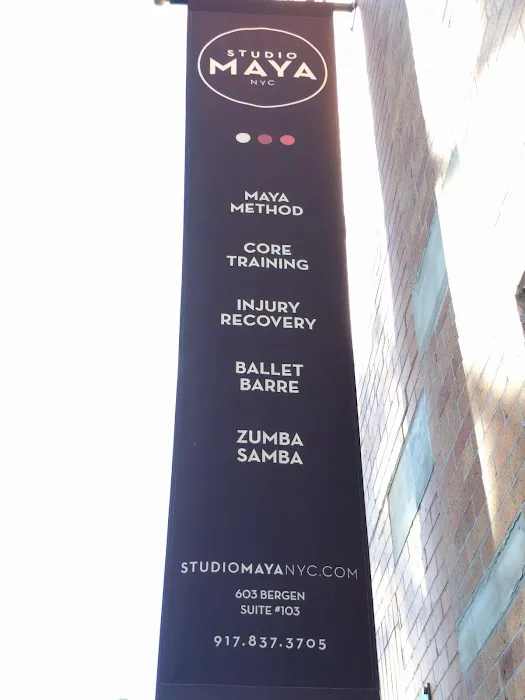 STUDIO
MAYA
NYC
MAYA
METHOD
CORE
TRAINING
INJURY
RECOVERY
BALLET
BARRE
ZUMBA
SAMBA
STUDIOMAYANYC.COM
603 BERGEN
SUITE #103
917.837.3705